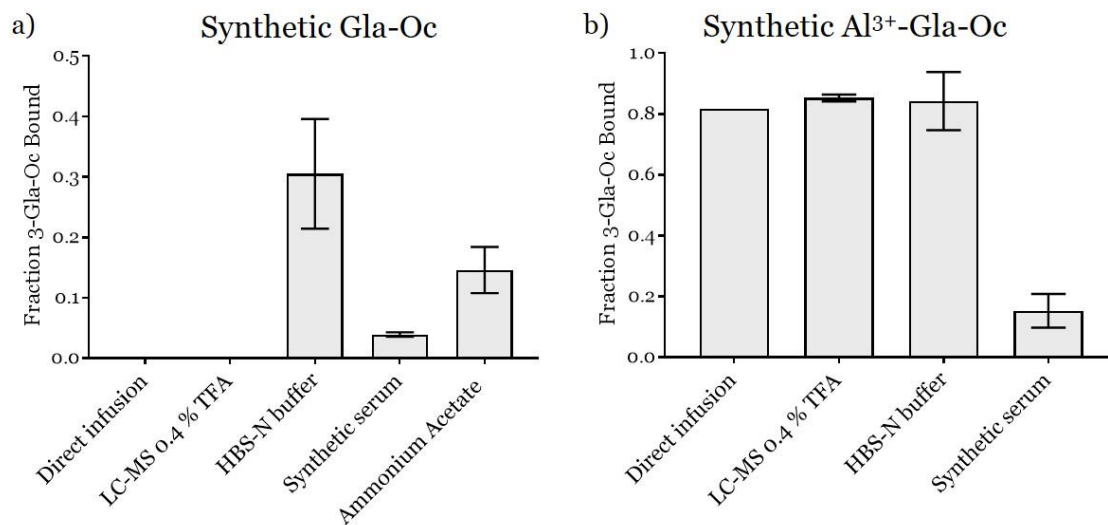 a) Synthetic Gla-Oc
Fraction 3-Gla-Oc Bound
0.5
0.4
0.3
0.2
0.1
0.0
Direct infusion
LC-MS 0.4 % TFA
HBS-N buffer
Synthetic serum
Ammonium Acetate
b) Synthetic Al³⁺-Gla-Oc
Fraction 3-Gla-Oc Bound
1.0
0.8
0.6
0.4
0.2
0.0
Direct infusion
LC-MS 0.4 % TFA
HBS-N buffer
Synthetic serum